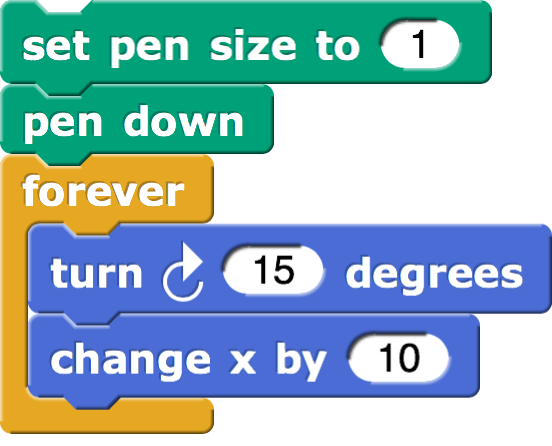 set pen size to 1
pen down
forever
turn 15 degrees
change x by 10